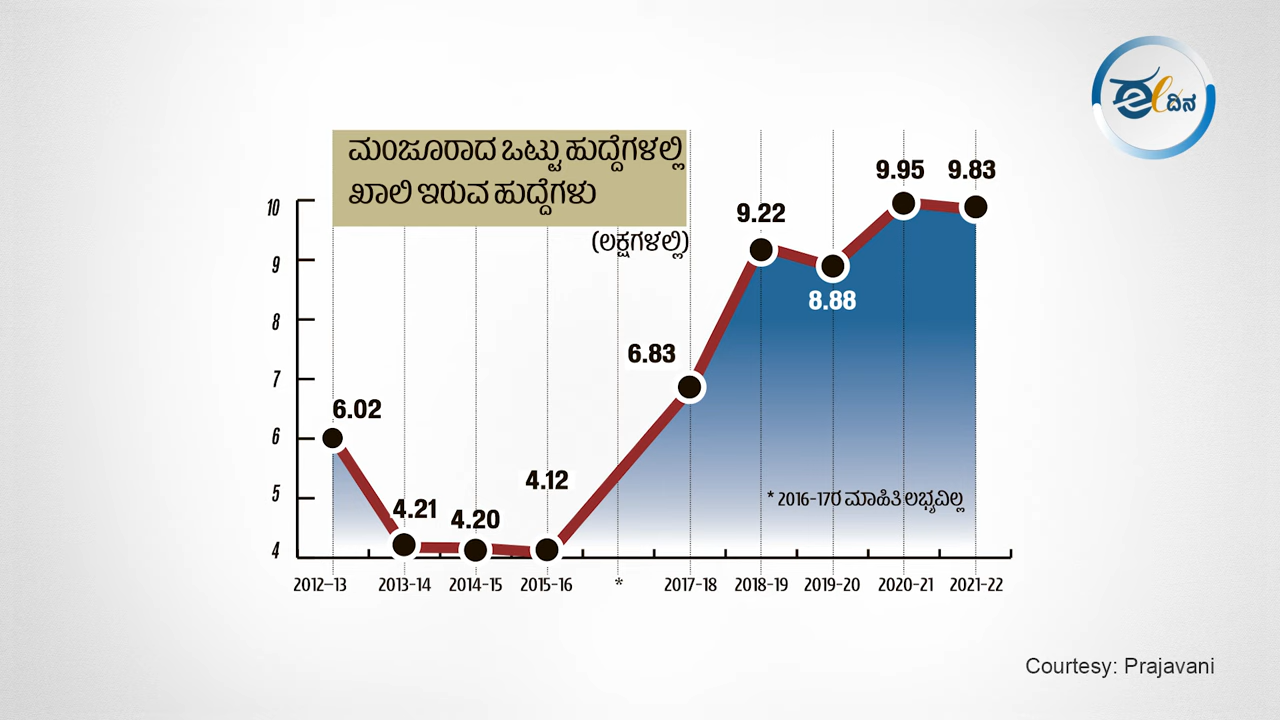 ಈ eದಿನ
ಮಂಜೂರಾದ ಒಟ್ಟು ಹುದ್ದೆಗಳಲ್ಲಿ
ಖಾಲಿ ಇರುವ ಹುದ್ದೆಗಳು
(ಲಕ್ಷಗಳಲ್ಲಿ)
10
9
8
7
6
5
4
6.02
4.21
4.20
4.12
6.83
9.22
8.88
9.95
9.83
* 2016-17ರ ಮಾಹಿತಿ ಲಭ್ಯವಿಲ್ಲ
2012–13 2013-14 2014-15 2015-16 * 2017-18 2018-19 2019-20 2020-21 2021-22
Courtesy: Prajavani